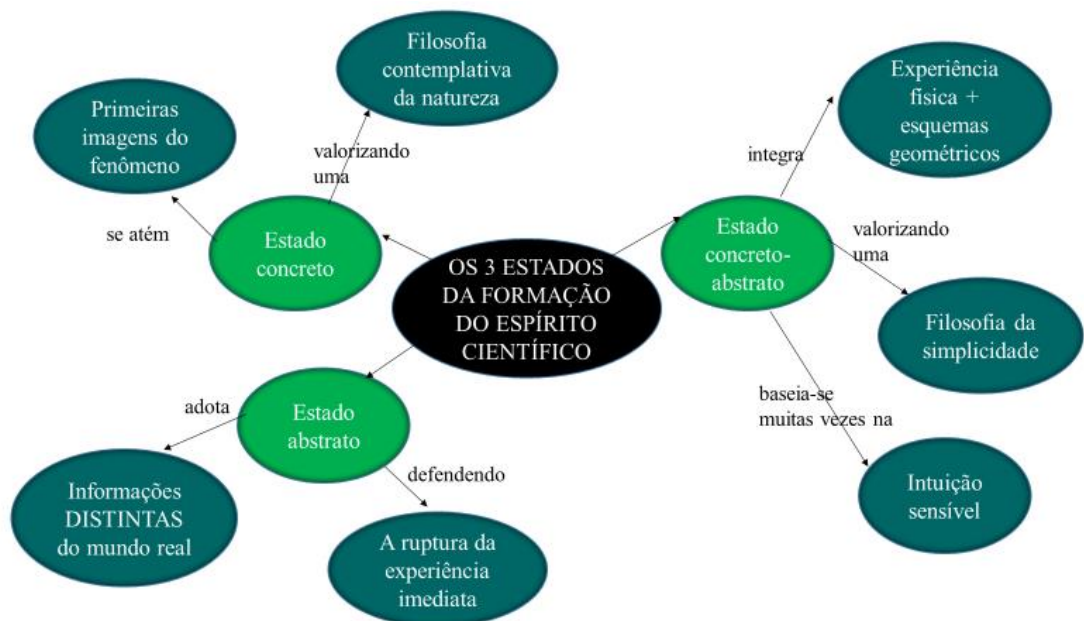 Filosofia
contemplativa
da natureza
Primeiras
imagens do
fenômeno
valorizando
uma
se atém
Estado
concreto
OS 3 ESTADOS
DA FORMAÇÃO
DO ESPÍRITO
CIENTÍFICO
Experiência
física +
esquemas
geométricos
integra
Estado
concreto-
abstrato
valorizando
uma
Filosofia da
simplicidade
baseia-se
muitas vezes na
Intuição
sensível
adota
Estado
abstrato
defendendo
Informações
DISTINTAS
do mundo real
A ruptura da
experiência
imediata